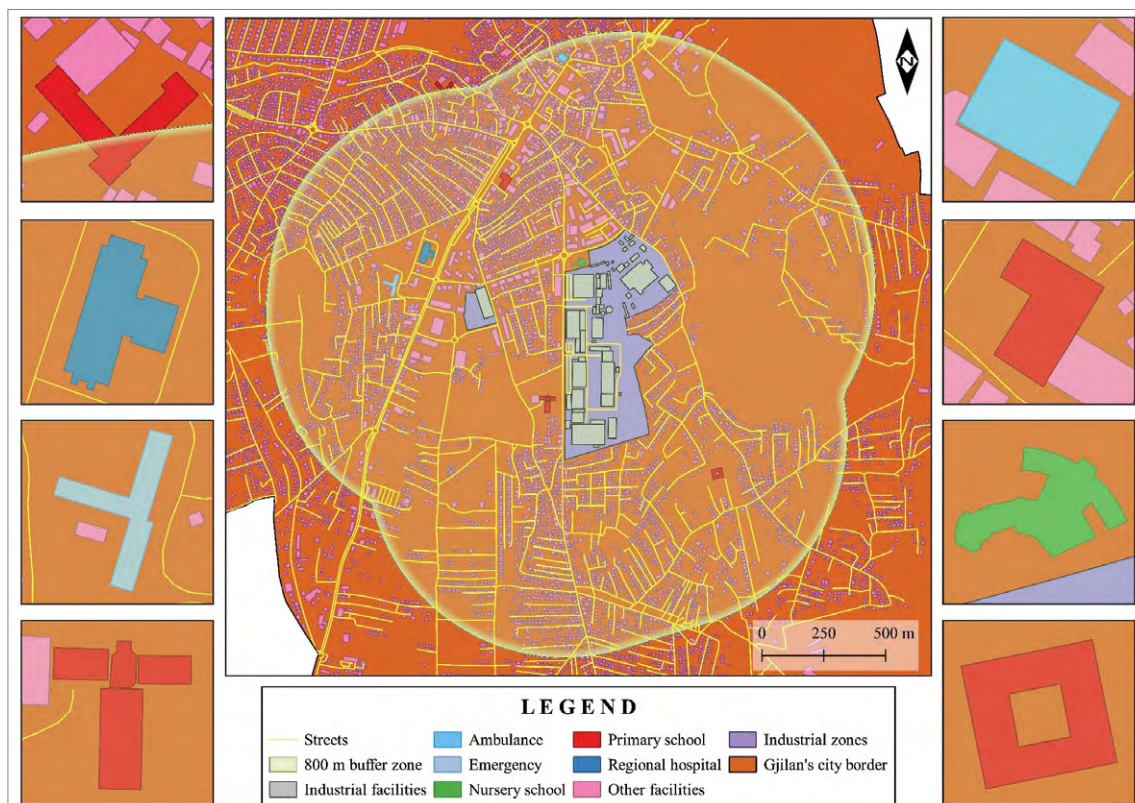 N
0 250 500 m
LEGEND
Streets
Ambulance
Primary school
Industrial zones
800 m buffer zone
Emergency
Regional hospital
Gjilan's city border
Industrial facilities
Nursery school
Other facilities